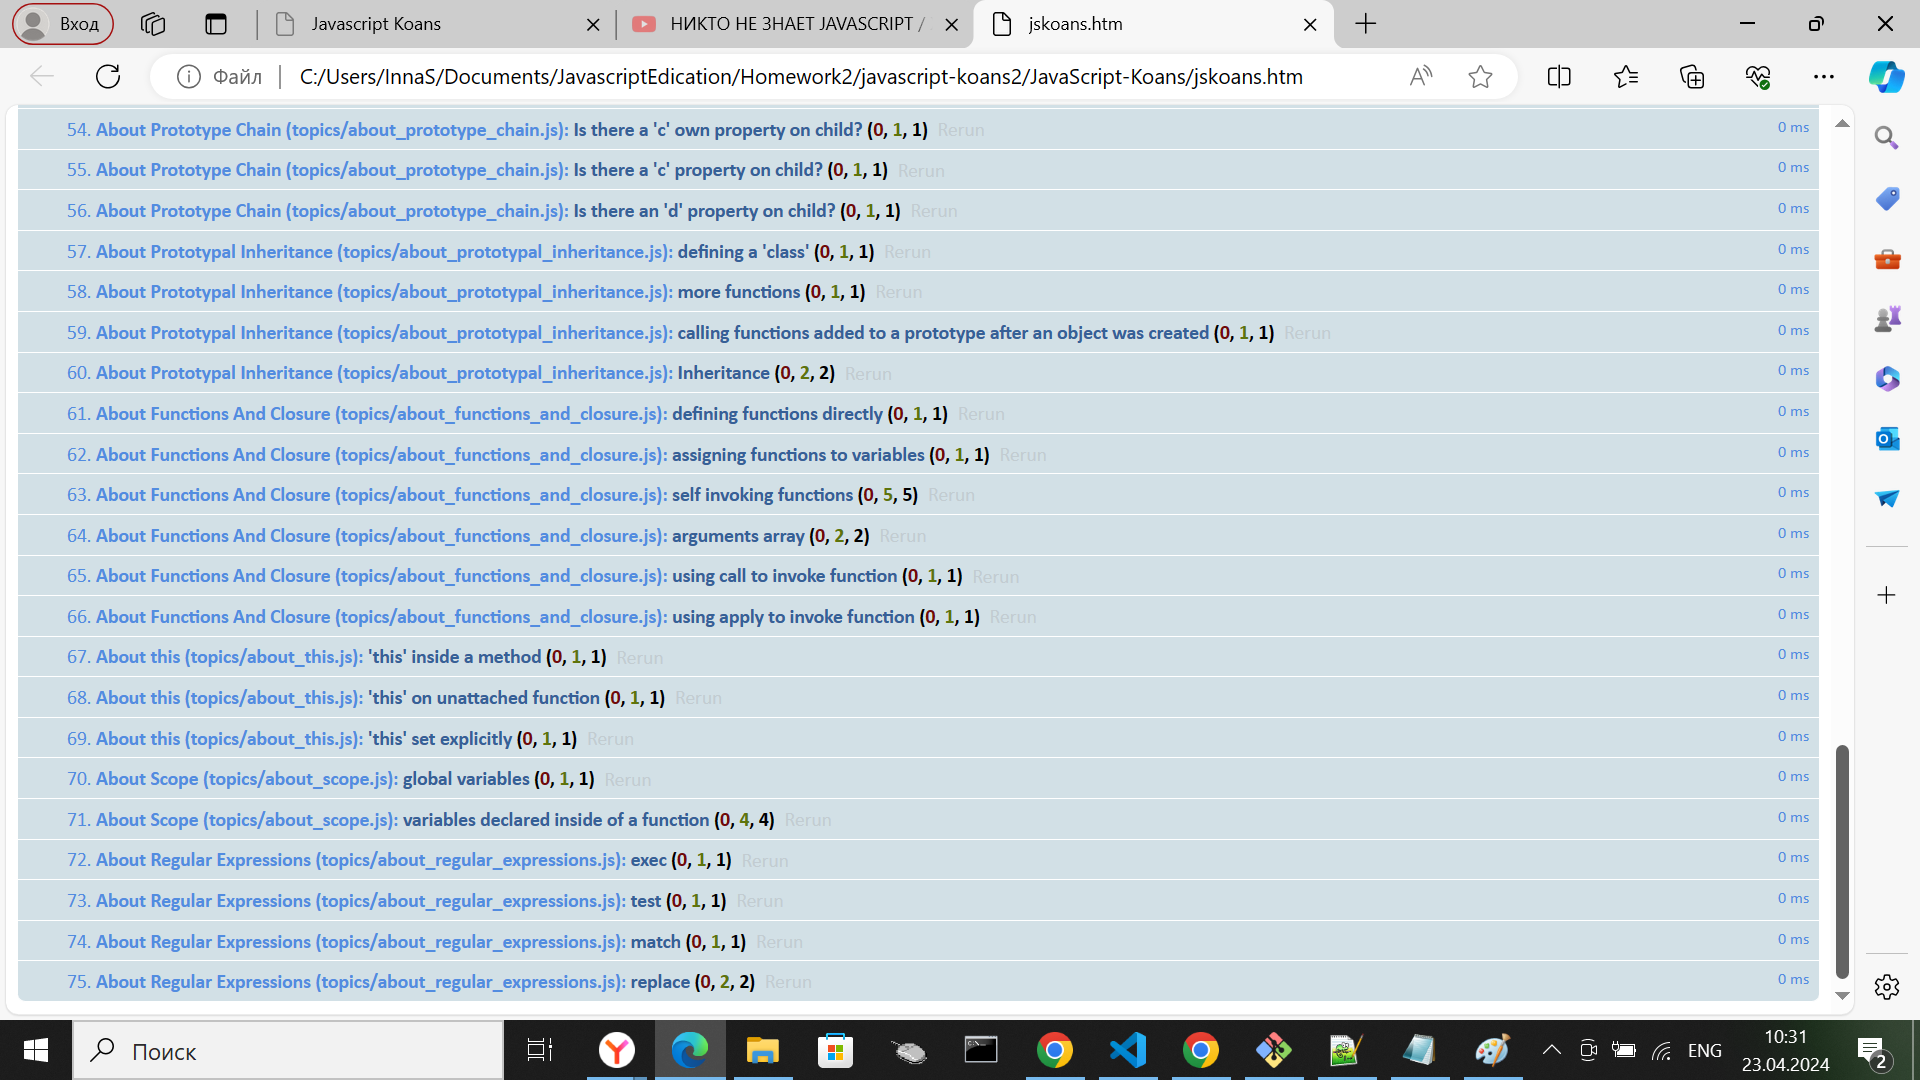 Вход
Javascript Koans
НИКТО НЕ ЗНАЕТ JAVASCRIPT /
jskoans.htm
Файл
C:/Users/InnaS/Documents/JavascriptEdication/Homework2/javascript-koans2/JavaScript-Koans/jskoans.htm
54. About Prototype Chain (topics/about_prototype_chain.js): Is there a 'c' own property on child? (0, 1, 1) Rerun 0 ms
55. About Prototype Chain (topics/about_prototype_chain.js): Is there a 'c' property on child? (0, 1, 1) Rerun 0 ms
56. About Prototype Chain (topics/about_prototype_chain.js): Is there an 'd' property on child? (0, 1, 1) Rerun 0 ms
57. About Prototypal Inheritance (topics/about_prototypal_inheritance.js): defining a 'class' (0, 1, 1) Rerun 0 ms
58. About Prototypal Inheritance (topics/about_prototypal_inheritance.js): more functions (0, 1, 1) Rerun 0 ms
59. About Prototypal Inheritance (topics/about_prototypal_inheritance.js): calling functions added to a prototype after an object was created (0, 1, 1) Rerun 0 ms
60. About Prototypal Inheritance (topics/about_prototypal_inheritance.js): Inheritance (0, 2, 2) Rerun 0 ms
61. About Functions And Closure (topics/about_functions_and_closure.js): defining functions directly (0, 1, 1) Rerun 0 ms
62. About Functions And Closure (topics/about_functions_and_closure.js): assigning functions to variables (0, 1, 1) Rerun 0 ms
63. About Functions And Closure (topics/about_functions_and_closure.js): self invoking functions (0, 5, 5) Rerun 0 ms
64. About Functions And Closure (topics/about_functions_and_closure.js): arguments array (0, 2, 2) Rerun 0 ms
65. About Functions And Closure (topics/about_functions_and_closure.js): using call to invoke function (0, 1, 1) Rerun 0 ms
66. About Functions And Closure (topics/about_functions_and_closure.js): using apply to invoke function (0, 1, 1) Rerun 0 ms
67. About this (topics/about_this.js): 'this' inside a method (0, 1, 1) Rerun 0 ms
68. About this (topics/about_this.js): 'this' on unattached function (0, 1, 1) Rerun 0 ms
69. About this (topics/about_this.js): 'this' set explicitly (0, 1, 1) Rerun 0 ms
70. About Scope (topics/about_scope.js): global variables (0, 1, 1) Rerun 0 ms
71. About Scope (topics/about_scope.js): variables declared inside of a function (0, 4, 4) Rerun 0 ms
72. About Regular Expressions (topics/about_regular_expressions.js): exec (0, 1, 1) Rerun 0 ms
73. About Regular Expressions (topics/about_regular_expressions.js): test (0, 1, 1) Rerun 0 ms
74. About Regular Expressions (topics/about_regular_expressions.js): match (0, 1, 1) Rerun 0 ms
75. About Regular Expressions (topics/about_regular_expressions.js): replace (0, 2, 2) Rerun 0 ms
Поиск
ENG
10:31
23.04.2024
2